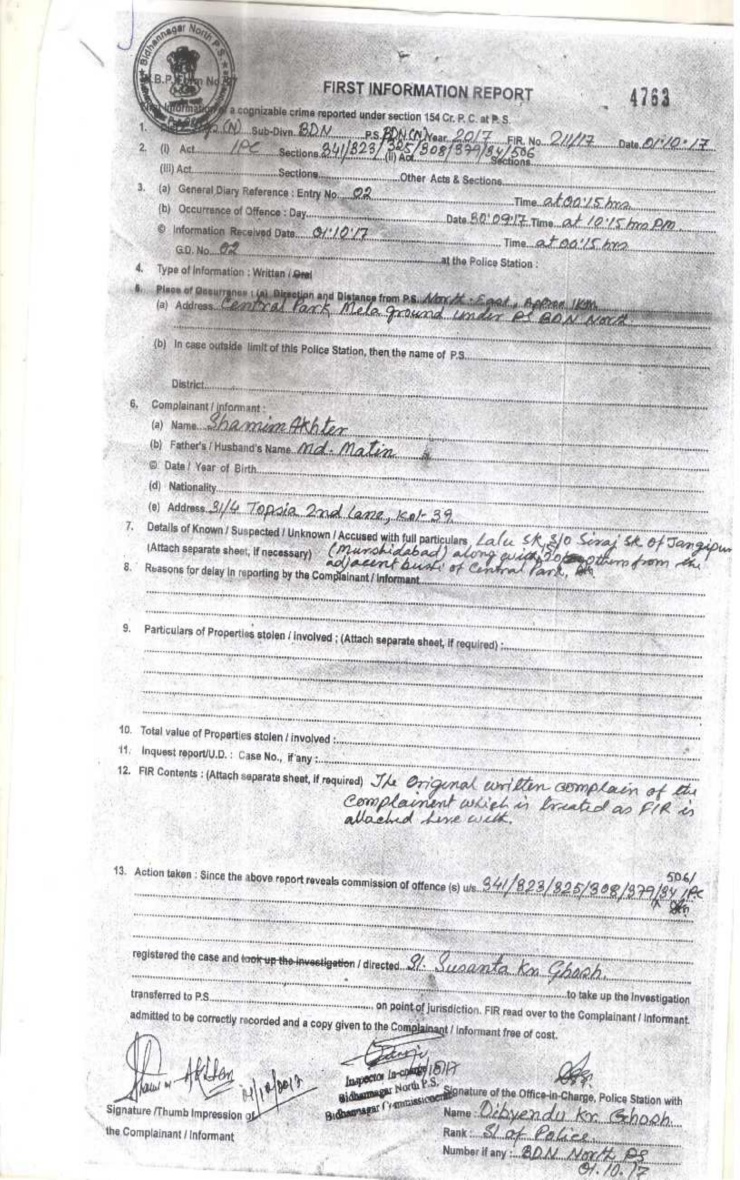 Bidhannagar North P.S.
FIRST INFORMATION REPORT
4763
of a cognizable crime reported under section 154 Cr. P. C. at P.S.
1. (N) Sub-Divn. BDN P.S. BDN (N) Year 2017 FIR. No. 211/17 Date 01·10·17
2. (i) Act IPC Sections 341/323/325/308/379/34/506 (ii) Act Sections
(iii) Act Sections Other Acts & Sections
3. (a) General Diary Reference : Entry No. 02 Time at 00:15 hrs
(b) Occurrence of Offence : Day Date 30·09·17 Time at 10:15 hrs PM
© Information Received Date 01·10·17 Time at 00:15 hrs
G.D. No. 02 at the Police Station :
4. Type of Information : Written / Oral
5. Place of Occurrence : (a) Direction and Distance from P.S. North-East, Approx 1km
(a) Address Central Park Mela ground under PS BDN North
(b) In case outside limit of this Police Station, then the name of P.S.
District
6. Complainant / Informant :
(a) Name Shamim Akhter
(b) Father's / Husband's Name Md. Matin
© Date / Year of Birth
(d) Nationality
(e) Address 31/4 Topsia 2nd Lane, Kol-39
7. Details of Known / Suspected / Unknown / Accused with full particulars, Lalu SK, S/o Siraj SK of Jangipur
(Attach separate sheet, if necessary) (Murshidabad) along with others from the
adjacent busti of Central Park,
8. Reasons for delay in reporting by the Complainant / Informant
9. Particulars of Properties stolen / involved ; (Attach separate sheet, if required) :
10. Total value of Properties stolen / involved :
11. Inquest report/U.D. : Case No., if any :
12. FIR Contents : (Attach separate sheet, if required) The Original written complain of the
Complainent which is treated as FIR is
attached here with.
506/
13. Action taken : Since the above report reveals commission of offence (s) u/s 341/323/325/308/379/34 IPC
registered the case and took up the investigation / directed SI. Susanta Kr. Ghosh.
to take up the Investigation
transferred to P.S. on point of jurisdiction. FIR read over to the Complainant / Informant.
admitted to be correctly recorded and a copy given to the Complainant / Informant free of cost.
Inspector In-charge
Bidhannagar North P.S.
Bidhannagar Commissionerate
Signature of the Office-in-Charge, Police Station with
Signature /Thumb Impression of
the Complainant / Informant
Name : Dibyendu Kr. Ghosh
Rank : SI of Police
Number if any : BDN North PS
01.10.17